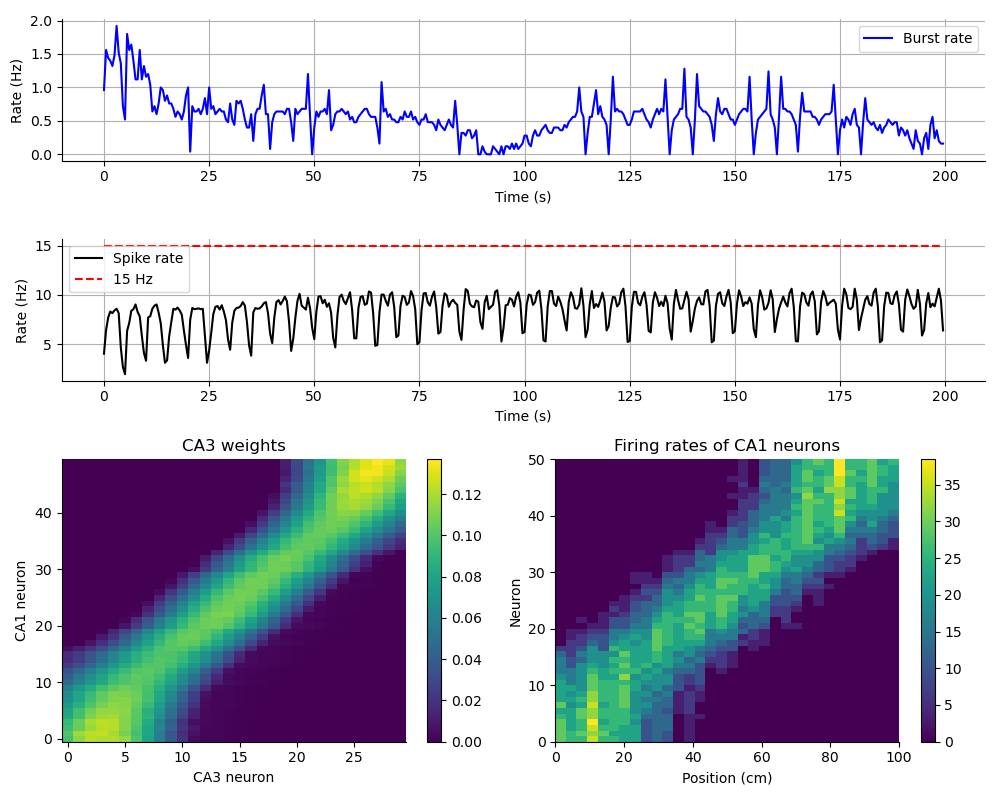 2.0
1.5
1.0
0.5
0.0
Rate (Hz)
Burst rate
0 25 50 75 100 125 150 175 200
Time (s)
15
10
5
Rate (Hz)
Spike rate
15 Hz
0 25 50 75 100 125 150 175 200
Time (s)
CA3 weights
40
30
20
10
0
CA1 neuron
0 5 10 15 20 25
CA3 neuron
0.12
0.10
0.08
0.06
0.04
0.02
0.00
Firing rates of CA1 neurons
50
40
30
20
10
0
Neuron
0 20 40 60 80 100
Position (cm)
35
30
25
20
15
10
5
0